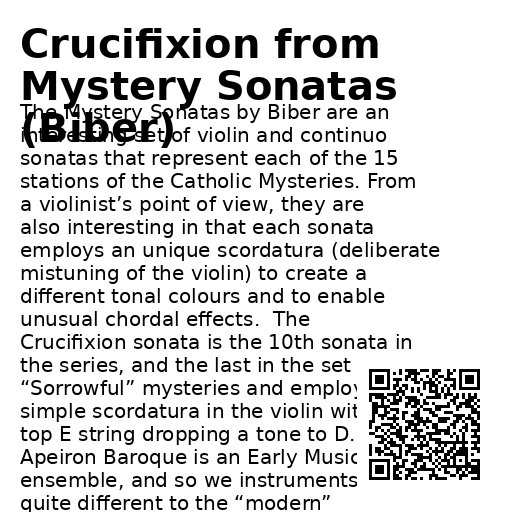 Crucifixion from
Mystery Sonatas
(Biber)
The Mystery Sonatas by Biber are an
interesting set of violin and continuo
sonatas that represent each of the 15
stations of the Catholic Mysteries. From
a violinist’s point of view, they are
also interesting in that each sonata
employs an unique scordatura (deliberate
mistuning of the violin) to create a
different tonal colours and to enable
unusual chordal effects.  The
Crucifixion sonata is the 10th sonata in
the series, and the last in the set
“Sorrowful” mysteries and employ
simple scordatura in the violin wit
top E string dropping a tone to D.
Apeiron Baroque is an Early Music
ensemble, and so we instruments
quite different to the “modern”